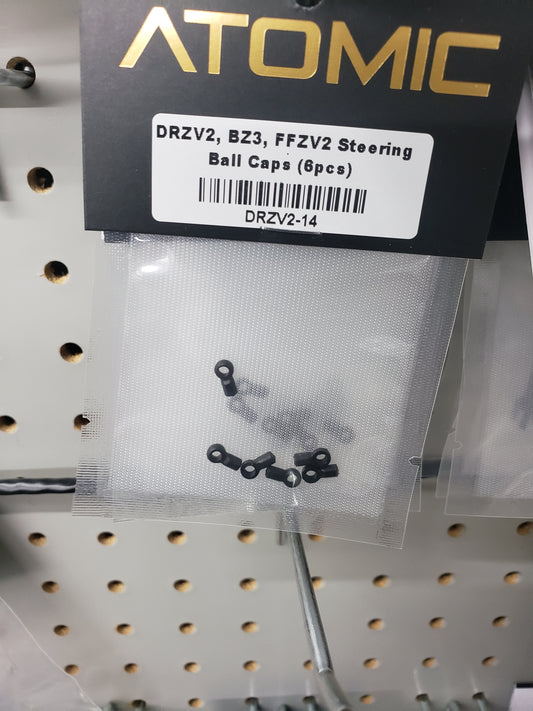 ATOMIC
DRZV2, BZ3, FFZV2 Steering
Ball Caps (6pcs)
DRZV2-14